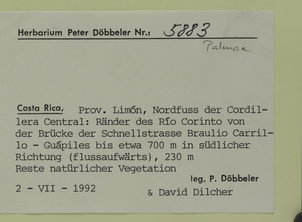 Herbarium Peter Döbbeler Nr.: 5883
Palmae
Costa Rica, Prov. Limón, Nordfuss der Cordil-
lera Central: Ränder des Río Corinto von
der Brücke der Schnellstrasse Braulio Carril-
lo - Guápiles bis etwa 700 m in südlicher
Richtung (flussaufwärts), 230 m
Reste natürlicher Vegetation
leg. P. Döbbeler
2 - VII - 1992
& David Dilcher